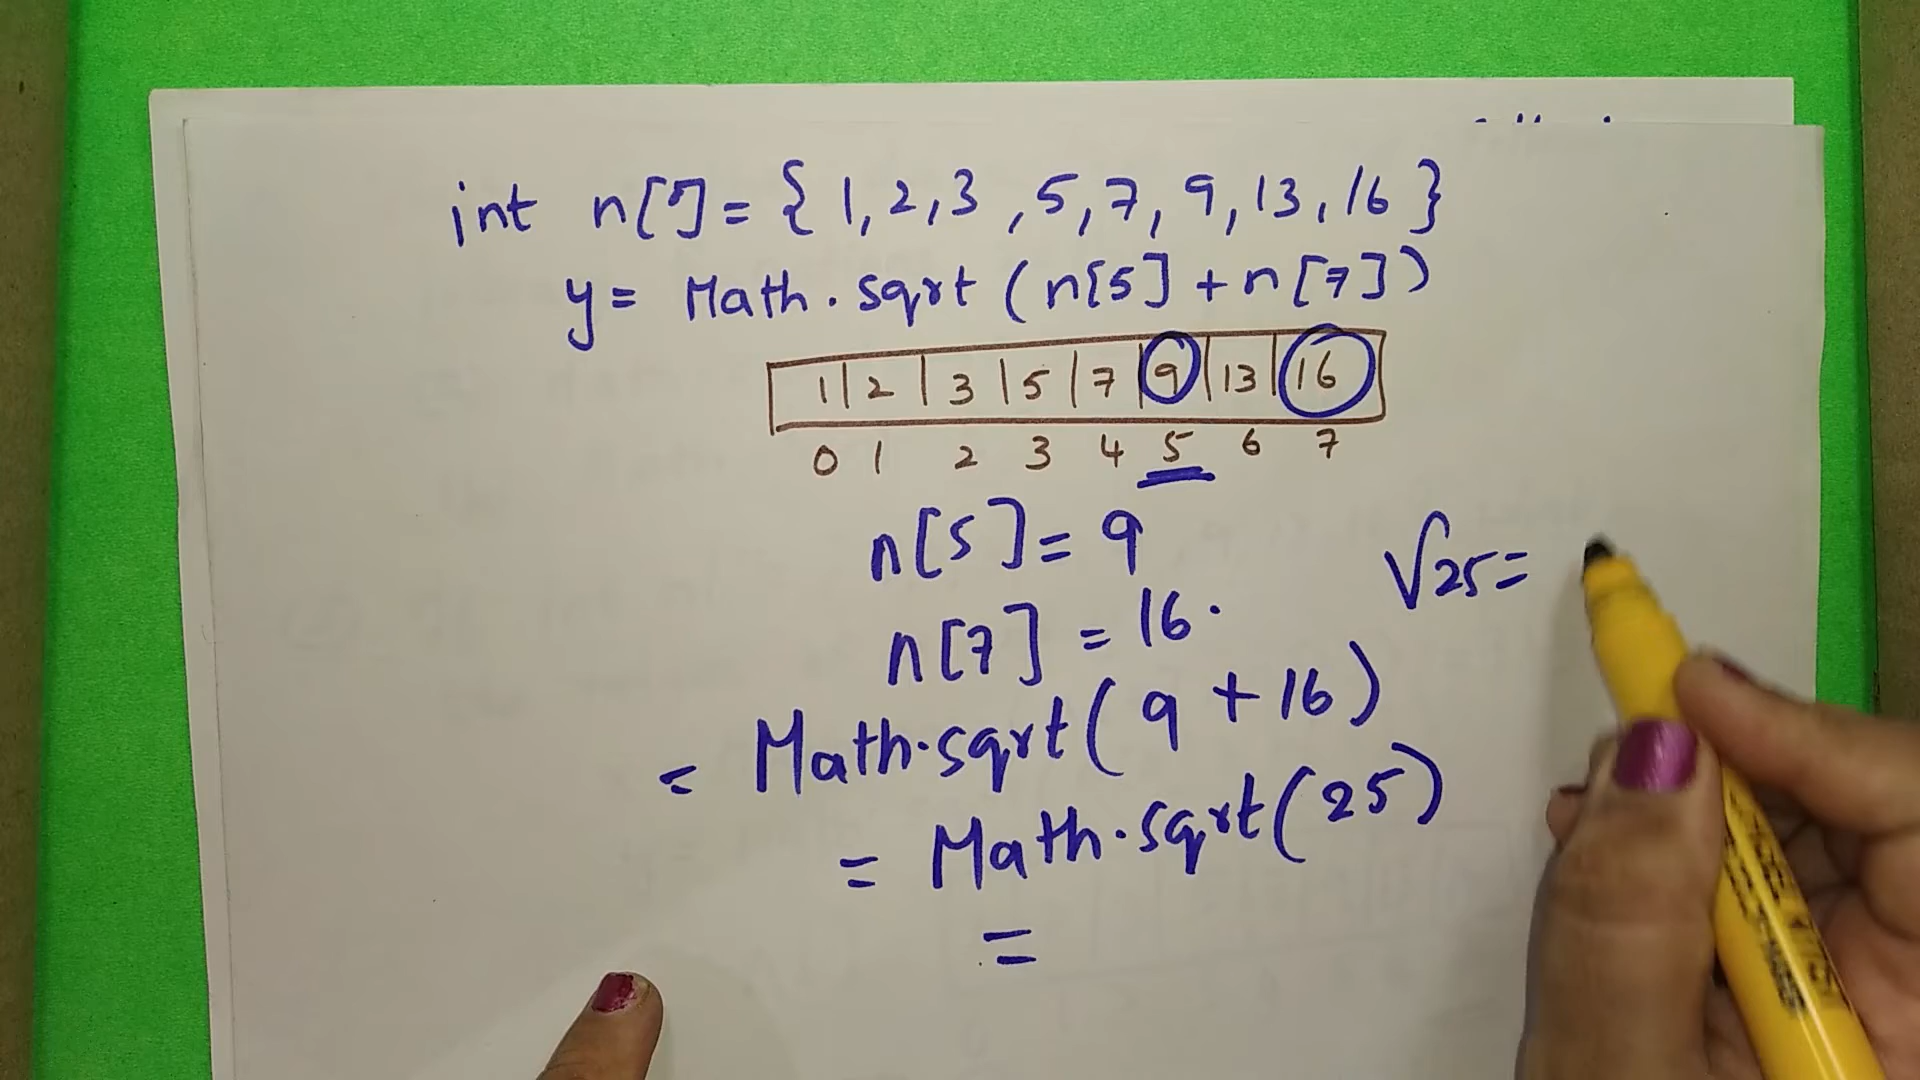 int n[] = { 1, 2, 3, 5, 7, 9, 13, 16 }
y = Math.sqrt (n[5] + n[7])
1 | 2 | 3 | 5 | 7 | 9 | 13 | 16
0 1 2 3 4 5 6 7
n[5] = 9
√25 =
n[7] = 16.
= Math.sqrt( 9 + 16 )
= Math.sqrt( 25 )
=